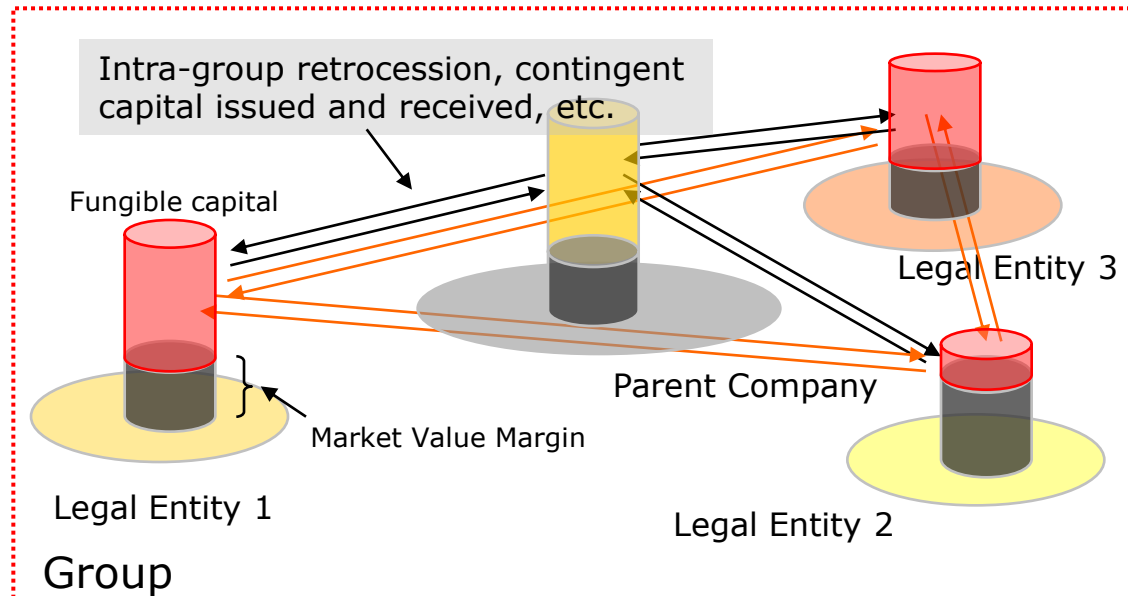 Intra-group retrocession, contingent
capital issued and received, etc.
Fungible capital
Legal Entity 3
Parent Company
Market Value Margin
Legal Entity 1
Legal Entity 2
Group